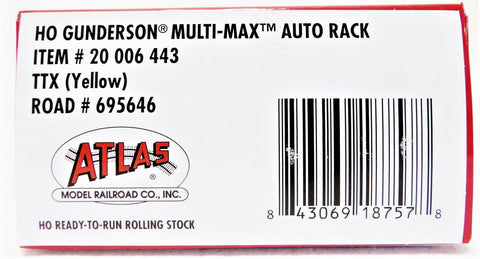 HO GUNDERSON® MULTI-MAX™ AUTO RACK
ITEM # 20 006 443
TTX (Yellow)
ROAD # 695646
ATLAS®
MODEL RAILROAD CO., INC.
HO READY-TO-RUN ROLLING STOCK
8 43069 18757 8